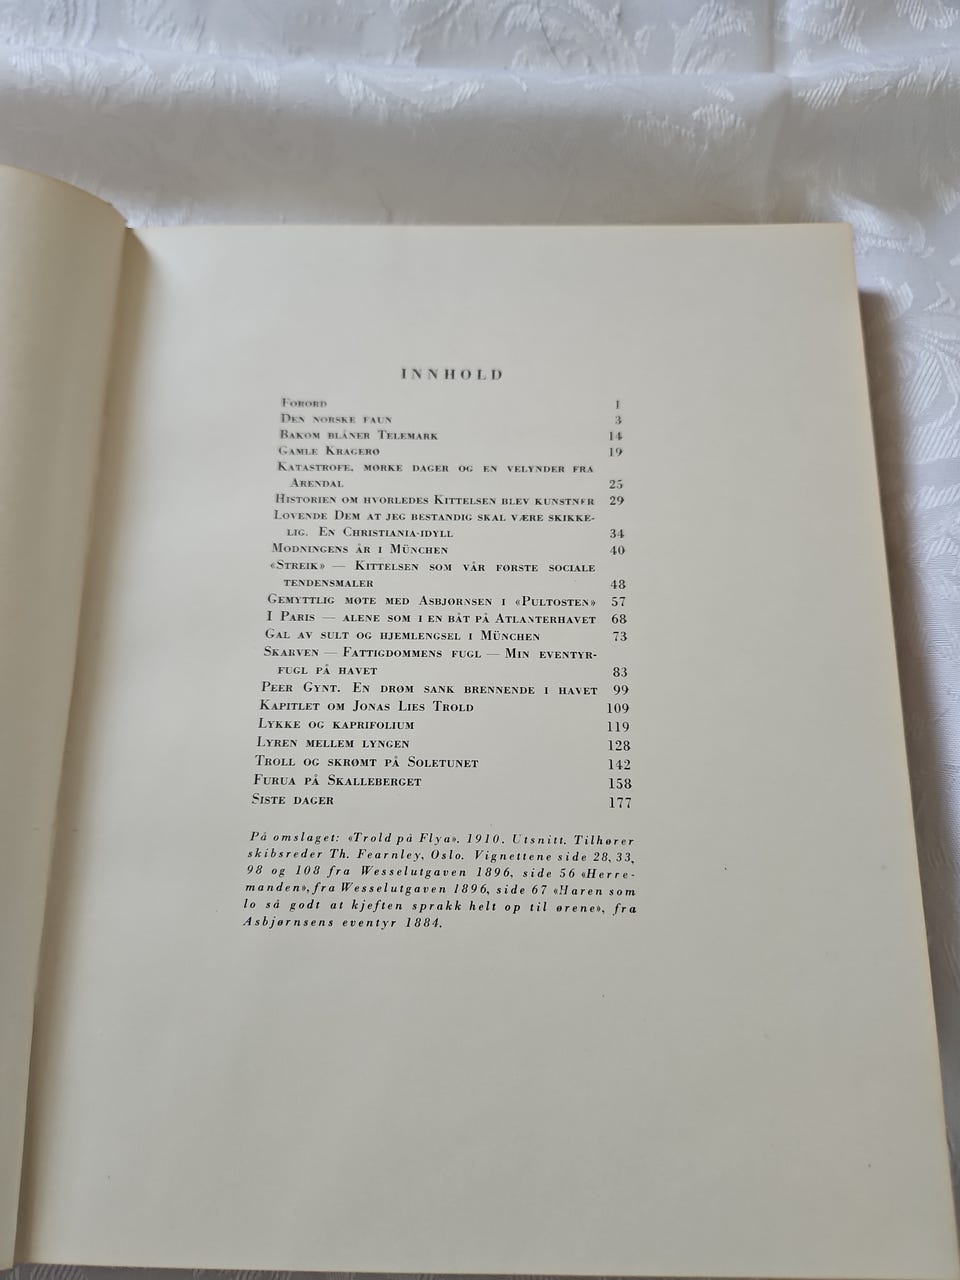 INNHOLD
FORORD 1
DEN NORSKE FAUN 3
BAKOM BLÅNER TELEMARK 14
GAMLE KRAGERØ 19
KATASTROFE, MØRKE DAGER OG EN VELYNDER FRA
ARENDAL 25
HISTORIEN OM HVORLEDES KITTELSEN BLEV KUNSTNER 29
LOVENDE DEM AT JEG BESTANDIG SKAL VÆRE SKIKKE-
LIG. EN CHRISTIANIA-IDYLL 34
MODNINGENS ÅR I MÜNCHEN 40
«STREIK» — KITTELSEN SOM VÅR FØRSTE SOCIALE
TENDENSMALER 48
GEMYTTLIG MØTE MED ASBJØRNSEN I «PULTOSTEN» 57
I PARIS — ALENE SOM I EN BÅT PÅ ATLANTERHAVET 68
GAL AV SULT OG HJEMLENGSEL I MÜNCHEN 73
SKARVEN — FATTIGDOMMENS FUGL — MIN EVENTYR-
FUGL PÅ HAVET 83
PEER GYNT. EN DRØM SANK BRENNENDE I HAVET 99
KAPITLET OM JONAS LIES TROLD 109
LYKKE OG KAPRIFOLIUM 119
LYREN MELLEM LYNGEN 128
TROLL OG SKRØMT PÅ SOLETUNET 142
FURUA PÅ SKALLEBERGET 158
SISTE DAGER 177
På omslaget: «Trold på Flya». 1910. Utsnitt. Tilhører
skibsreder Th. Fearnley, Oslo. Vignettene side 28, 33,
98 og 108 fra Wesselutgaven 1896, side 56 «Herre-
manden», fra Wesselutgaven 1896, side 67 «Haren som
lo så godt at kjeften sprakk helt op til ørene», fra
Asbjørnsens eventyr 1884.